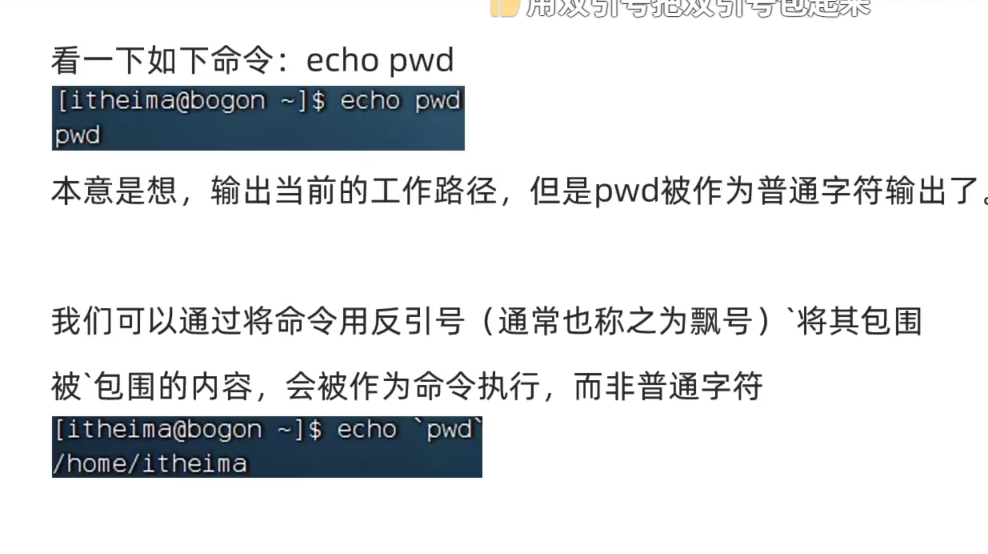 用双引号把双引号包起来
看一下如下命令：echo pwd
[itheima@bogon ~]$ echo pwd
pwd
本意是想，输出当前的工作路径，但是pwd被作为普通字符输出了。
我们可以通过将命令用反引号（通常也称之为飘号）`将其包围
被`包围的内容，会被作为命令执行，而非普通字符
[itheima@bogon ~]$ echo `pwd`
/home/itheima